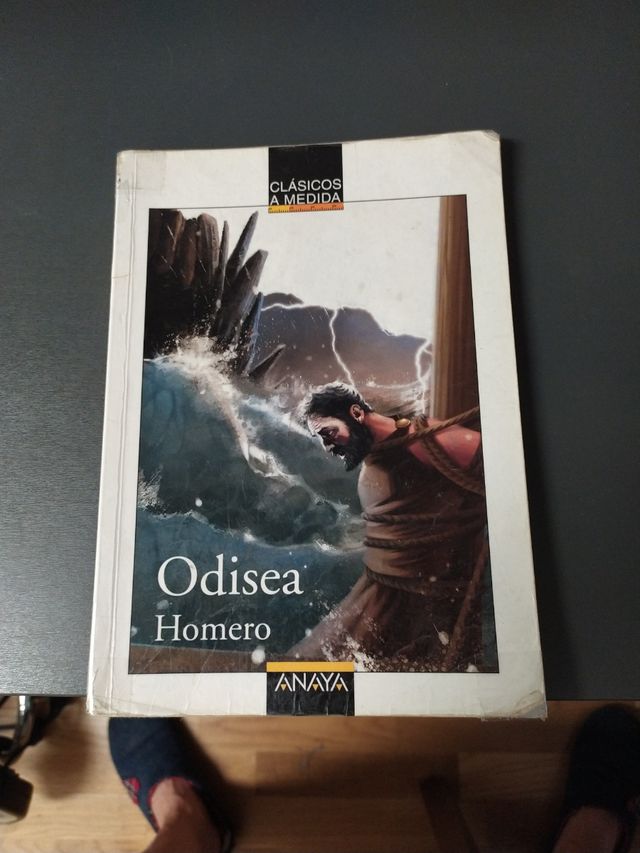 CLÁSICOS
A MEDIDA
Odisea
Homero
ANAYA